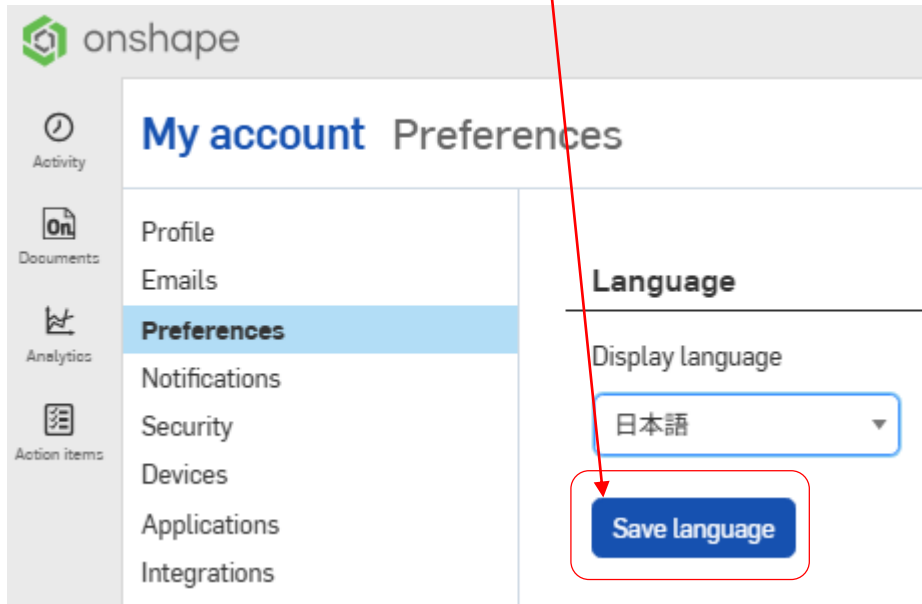 onshape
Activity
Documents
Analytics
Action items
My account Preferences
Profile
Emails
Preferences
Notifications
Security
Devices
Applications
Integrations
Language
Display language
日本語
Save language